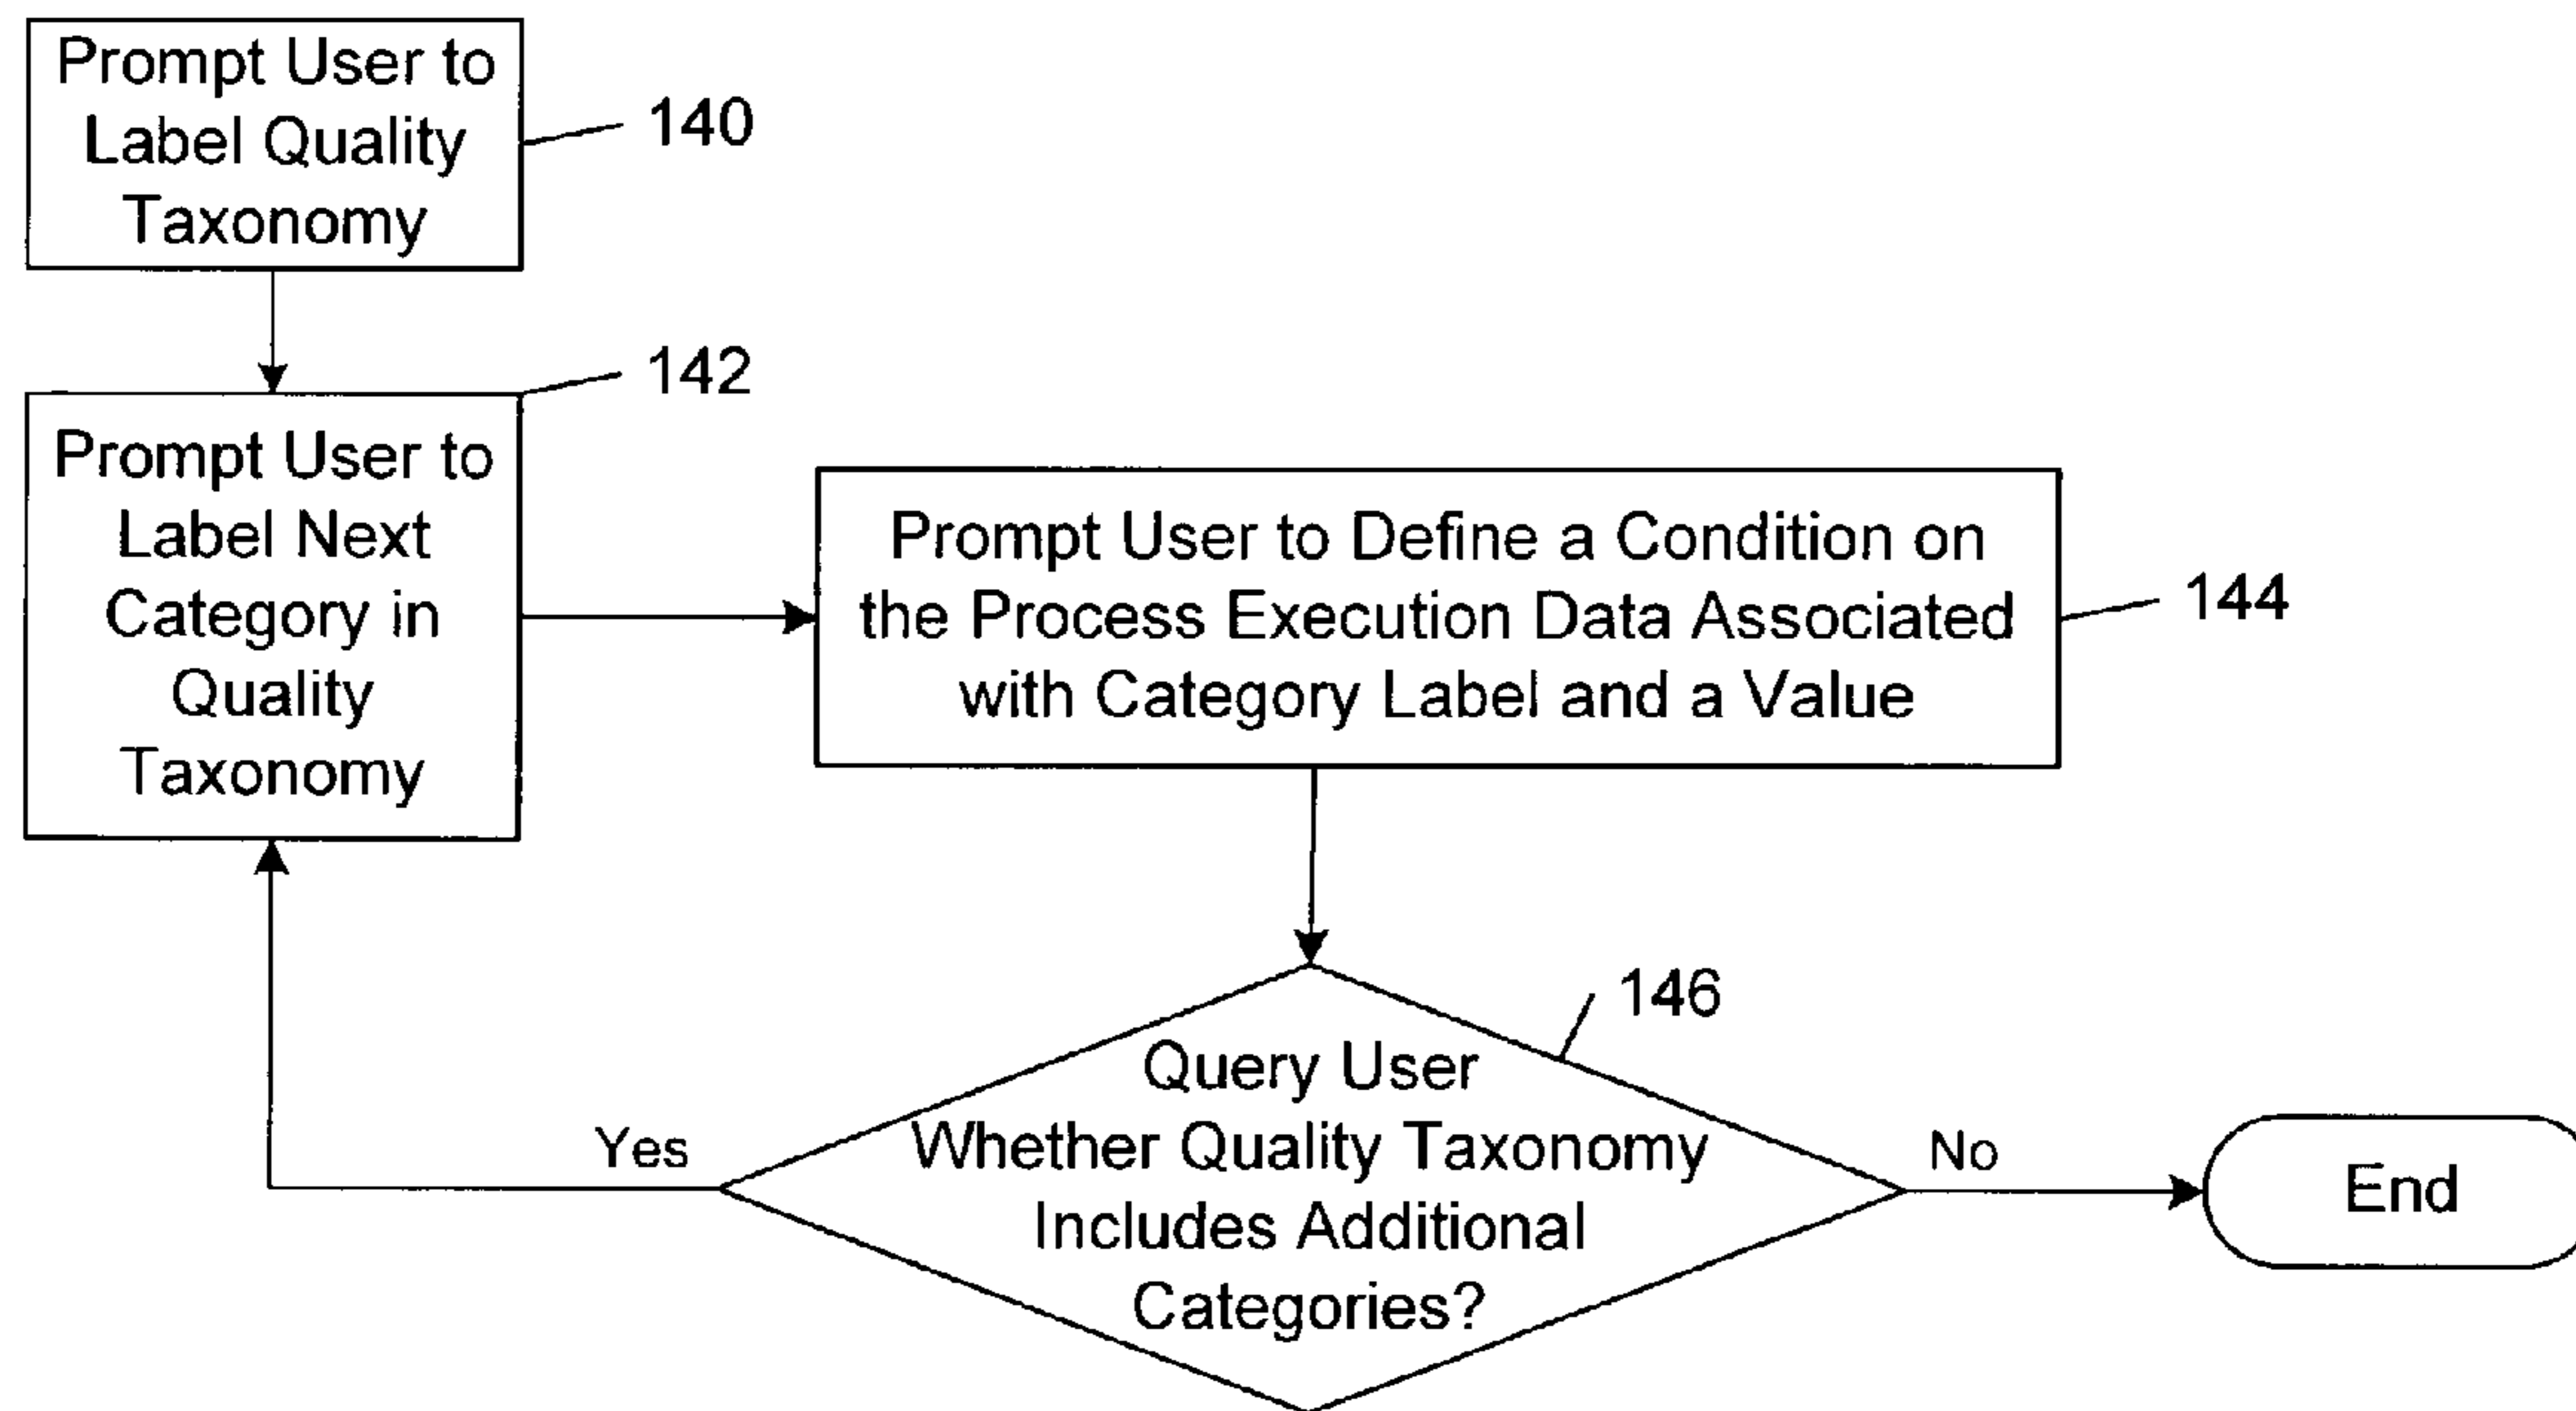 Prompt User to
Label Quality
Taxonomy
140
142
Prompt User to
Label Next
Category in
Quality
Taxonomy
Prompt User to Define a Condition on
the Process Execution Data Associated
with Category Label and a Value
144
146
Query User
Whether Quality Taxonomy
Includes Additional
Categories?
Yes
No
End